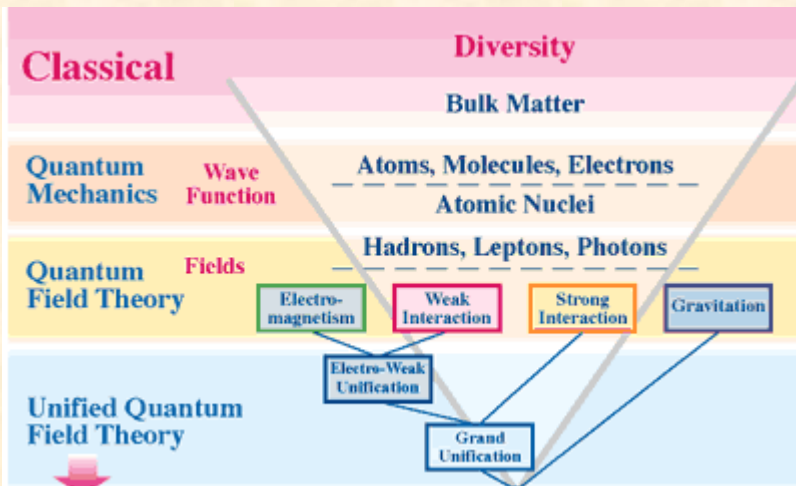 Diversity
Classical
Bulk Matter
Quantum
Mechanics
Wave
Function
Atoms, Molecules, Electrons
Atomic Nuclei
Hadrons, Leptons, Photons
Quantum
Field Theory
Fields
Electro-
magnetism
Weak
Interaction
Strong
Interaction
Gravitation
Electro-Weak
Unification
Unified Quantum
Field Theory
Grand
Unification